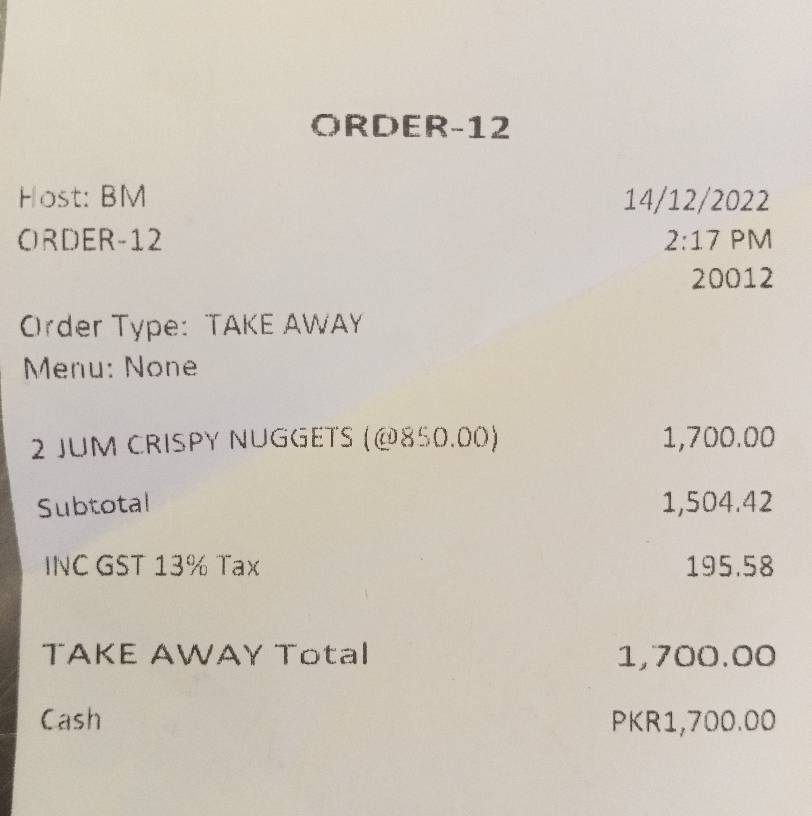 ORDER-12
Host: BM 14/12/2022
ORDER-12 2:17 PM
20012
Order Type: TAKE AWAY
Menu: None
2 JUM CRISPY NUGGETS (@850.00) 1,700.00
Subtotal 1,504.42
INC GST 13% Tax 195.58
TAKE AWAY Total 1,700.00
Cash PKR1,700.00